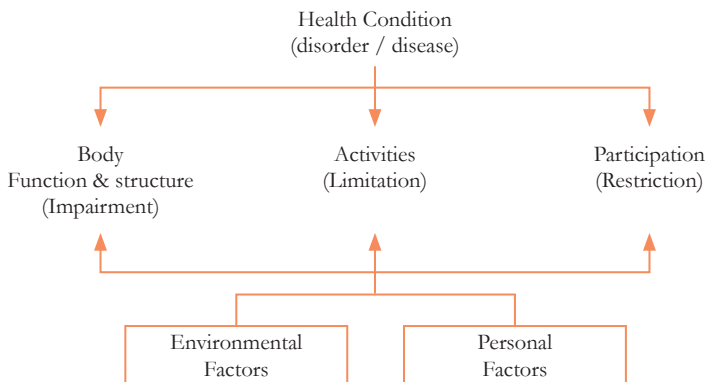 Health Condition
(disorder / disease)
Body
Function & structure
(Impairment)
Activities
(Limitation)
Participation
(Restriction)
Environmental
Factors
Personal
Factors